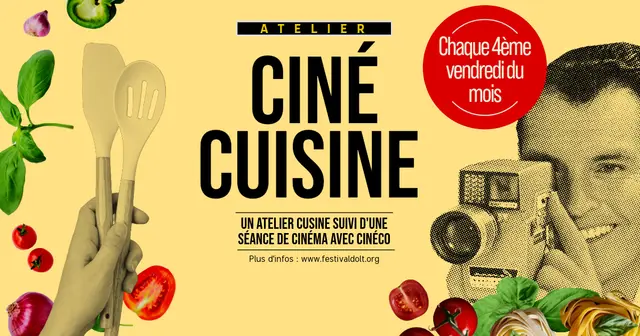 ATELIER
CINÉ
CUISINE
Chaque 4ème
vendredi du
mois
UN ATELIER CUSINE SUIVI D'UNE
SÉANCE DE CINÉMA AVEC CINÉCO
Plus d'infos : www.festivaldolt.org